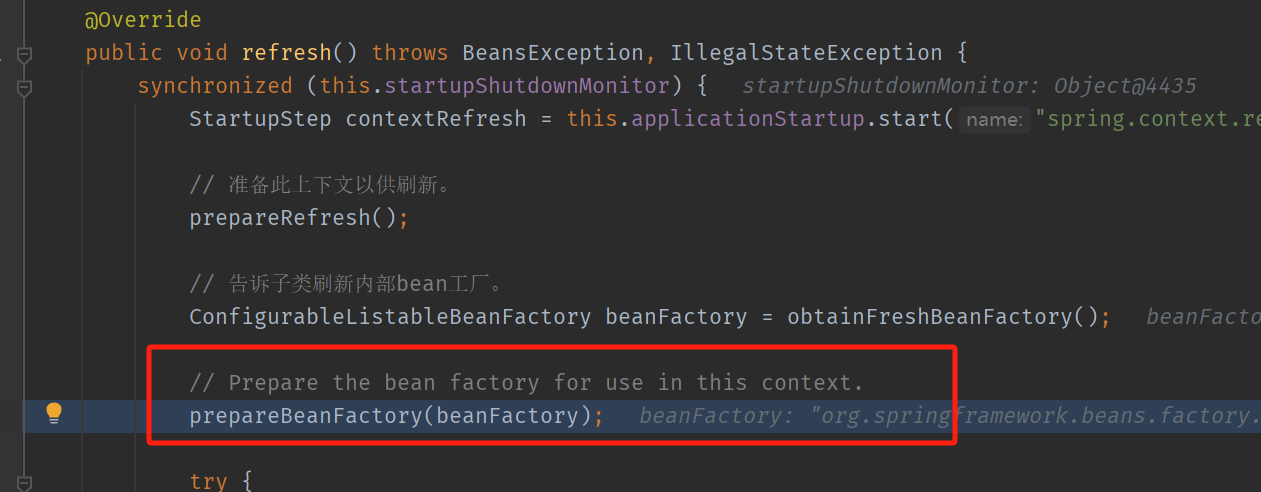 @Override
public void refresh() throws BeansException, IllegalStateException {
synchronized (this.startupShutdownMonitor) { startupShutdownMonitor: Object@4435
StartupStep contextRefresh = this.applicationStartup.start( name: "spring.context.re
// 准备此上下文以供刷新。
prepareRefresh();
// 告诉子类刷新内部bean工厂。
ConfigurableListableBeanFactory beanFactory = obtainFreshBeanFactory(); beanFacto
// Prepare the bean factory for use in this context.
prepareBeanFactory(beanFactory); beanFactory: "org.springframework.beans.factory.
try {